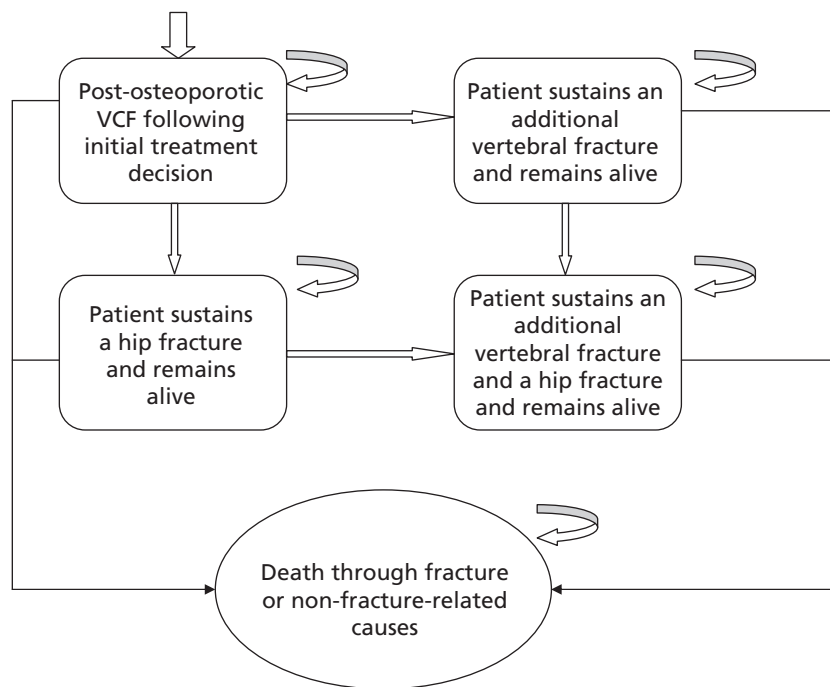 Post-osteoporotic
VCF following
initial treatment
decision
Patient sustains an
additional
vertebral fracture
and remains alive
Patient sustains
a hip fracture
and remains
alive
Patient sustains an
additional
vertebral fracture
and a hip fracture
and remains alive
Death through fracture
or non-fracture-related
causes